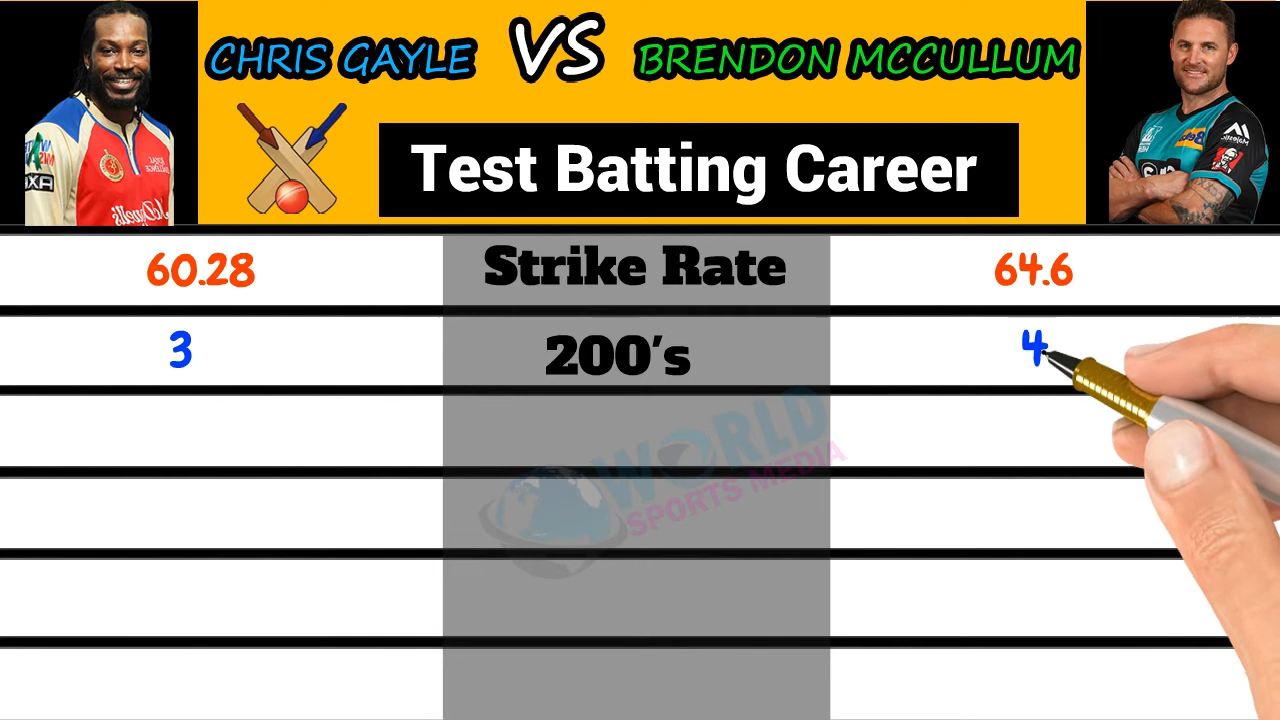 CHRIS GAYLE VS BRENDON MCCULLUM
Test Batting Career
60.28 Strike Rate 64.6
3 200's 4
WORLD
SPORTS MEDIA